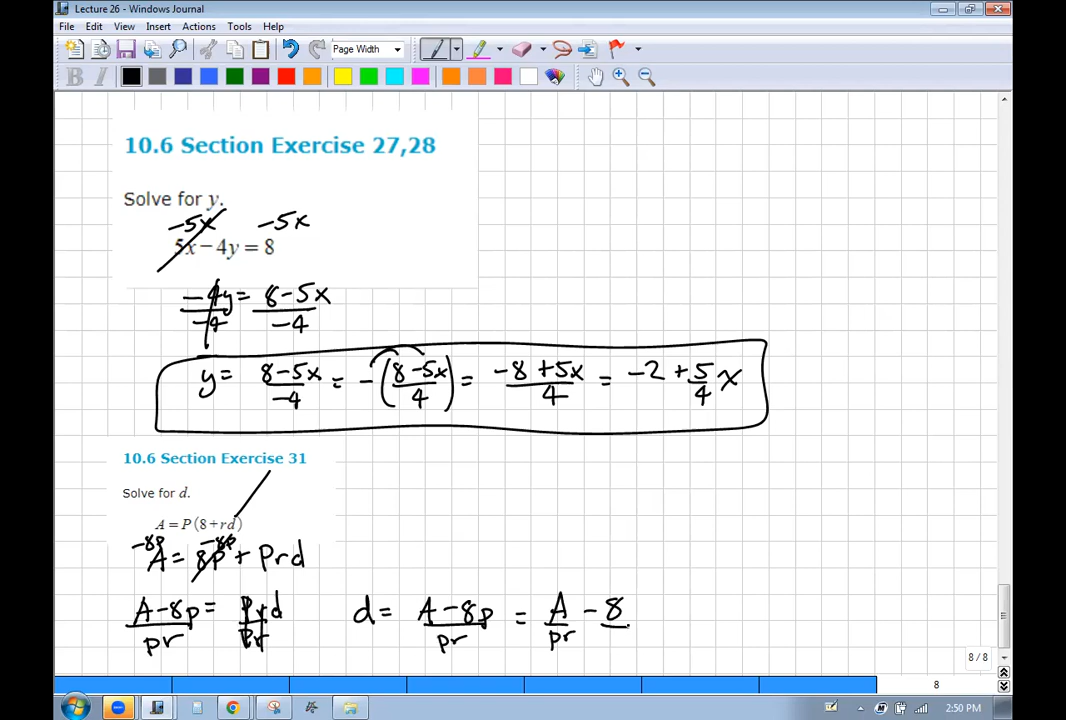 Lecture 26 - Windows Journal
File Edit View Insert Actions Tools Help
Page Width
10.6 Section Exercise 27,28
Solve for y.
-5x -5x
5x - 4y = 8
-4y = 8-5x
-4 -4
y = 8-5x/-4 = -(8-5x/4) = -8+5x/4 = -2 + 5/4 x
10.6 Section Exercise 31
Solve for d.
A = P(8+rd)
-8p -8p
A = 8p + Prd
A-8p = Prd d = A-8p = A - 8
pr Pr pr pr
8 / 8
8
2:50 PM